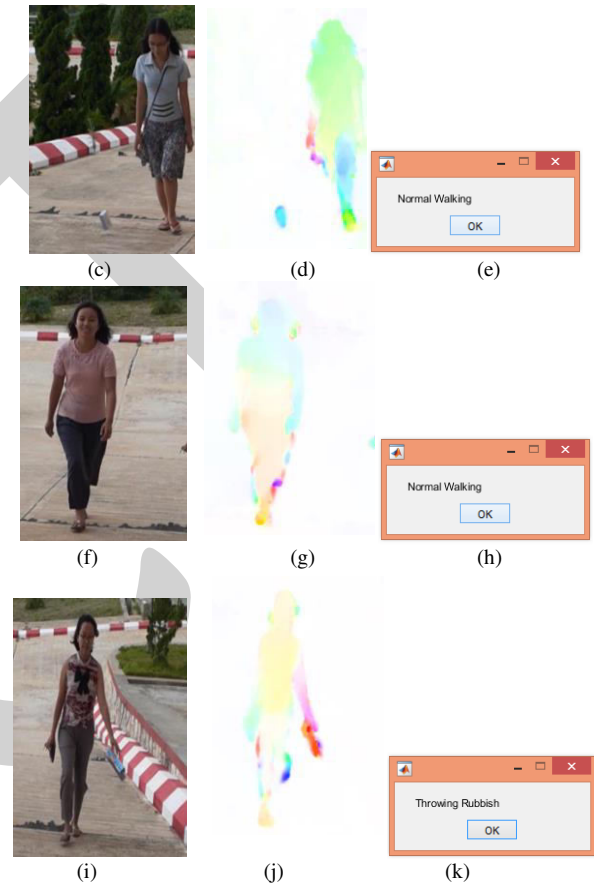 Normal Walking
OK
(c) (d) (e)
Normal Walking
OK
(f) (g) (h)
Throwing Rubbish
OK
(i) (j) (k)